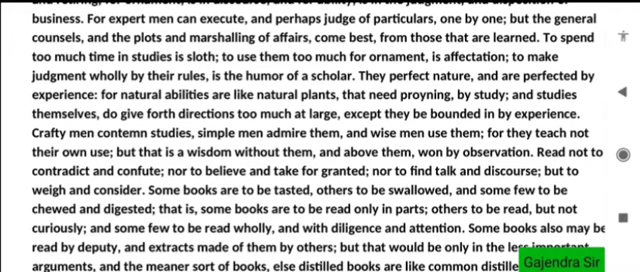 business. For expert men can execute, and perhaps judge of particulars, one by one; but the general
counsels, and the plots and marshalling of affairs, come best, from those that are learned. To spend
too much time in studies is sloth; to use them too much for ornament, is affectation; to make
judgment wholly by their rules, is the humor of a scholar. They perfect nature, and are perfected by
experience: for natural abilities are like natural plants, that need proyning, by study; and studies
themselves, do give forth directions too much at large, except they be bounded in by experience.
Crafty men contemn studies, simple men admire them, and wise men use them; for they teach not
their own use; but that is a wisdom without them, and above them, won by observation. Read not to
contradict and confute; nor to believe and take for granted; nor to find talk and discourse; but to
weigh and consider. Some books are to be tasted, others to be swallowed, and some few to be
chewed and digested; that is, some books are to be read only in parts; others to be read, but not
curiously; and some few to be read wholly, and with diligence and attention. Some books also may be
read by deputy, and extracts made of them by others; but that would be only in the less important
arguments, and the meaner sort of books, else distilled books are like common distille
Gajendra Sir